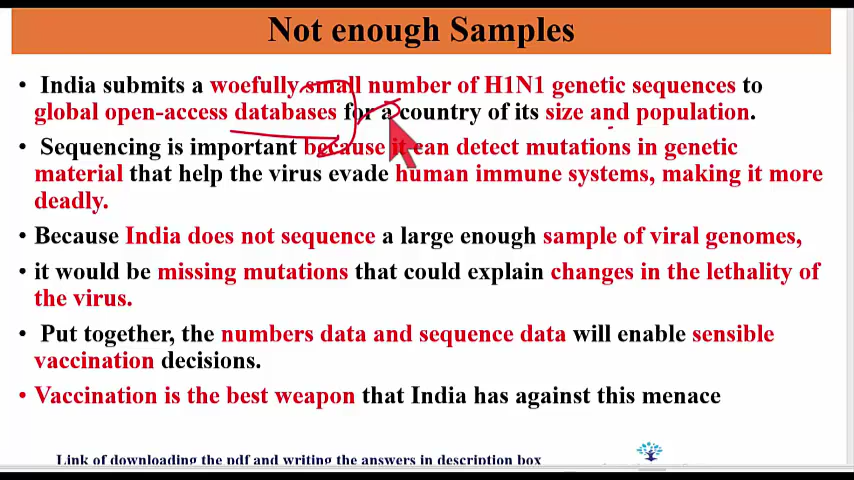 Not enough Samples
• India submits a woefully small number of H1N1 genetic sequences to
global open-access databases for a country of its size and population.
• Sequencing is important because it can detect mutations in genetic
material that help the virus evade human immune systems, making it more
deadly.
• Because India does not sequence a large enough sample of viral genomes,
• it would be missing mutations that could explain changes in the lethality of
the virus.
• Put together, the numbers data and sequence data will enable sensible
vaccination decisions.
• Vaccination is the best weapon that India has against this menace
Link of downloading the pdf and writing the answers in description box